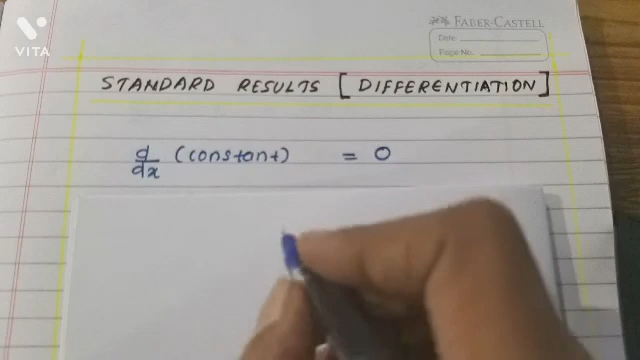 VITA
FABER-CASTELL
Date
Page No.
STANDARD RESULTS [DIFFERENTIATION]
d/dx (constant) = 0